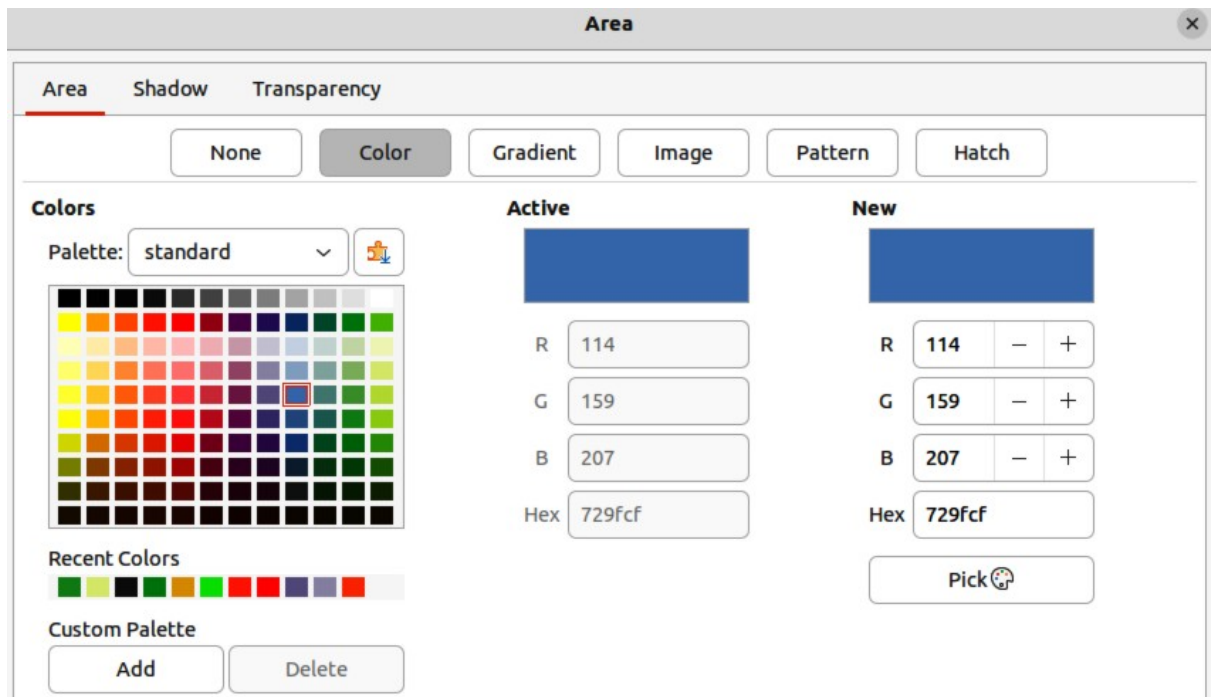 Area
Area Shadow Transparency
None Color Gradient Image Pattern Hatch
Colors Active New
Palette: standard
R 114 R 114 − +
G 159 G 159 − +
B 207 B 207 − +
Hex 729fcf Hex 729fcf
Recent Colors
Pick
Custom Palette
Add Delete